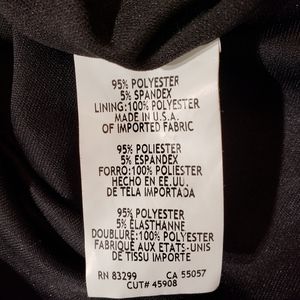 95% POLYESTER
5% SPANDEX
LINING:100% POLYESTER
MADE IN U.S.A.
OF IMPORTED FABRIC
95% POLIESTER
5% ESPANDEX
FORRO:100% POLIESTER
HECHO EN EE.UU.
DE TELA IMPORTADA
95% POLYESTER
5% ÉLASTHANNE
DOUBLURE:100% POLYESTER
FABRIQUÉ AUX ETATS-UNIS
DE TISSU IMPORTE
RN 83299 CA 55057
CUT# 45908